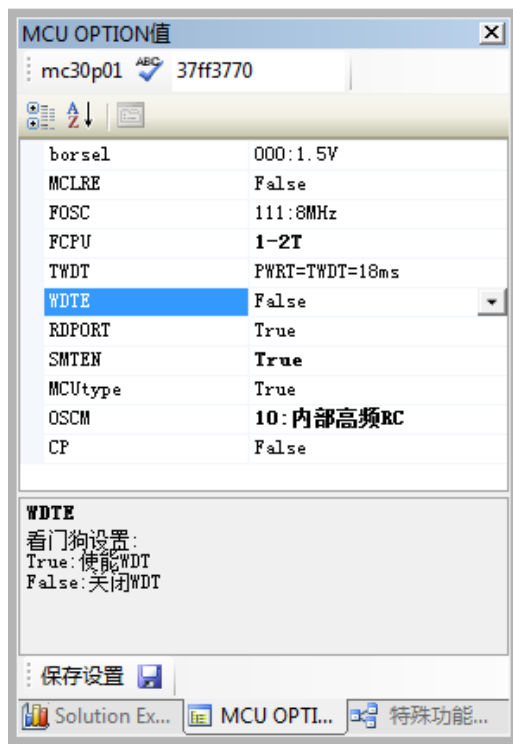 MCU OPTION值
mc30p01 ABC 37ff3770
A
Z
borsel 000:1.5V
MCLRE False
FOSC 111:8MHz
FCPU 1-2T
TWDT PWRT=TWDT=18ms
WDTE False
RDPORT True
SMTEN True
MCUtype True
OSCM 10:内部高频RC
CP False
WDTE
看门狗设置:
True:使能WDT
False:关闭WDT
保存设置
Solution Ex... MCU OPTI... 特殊功能...